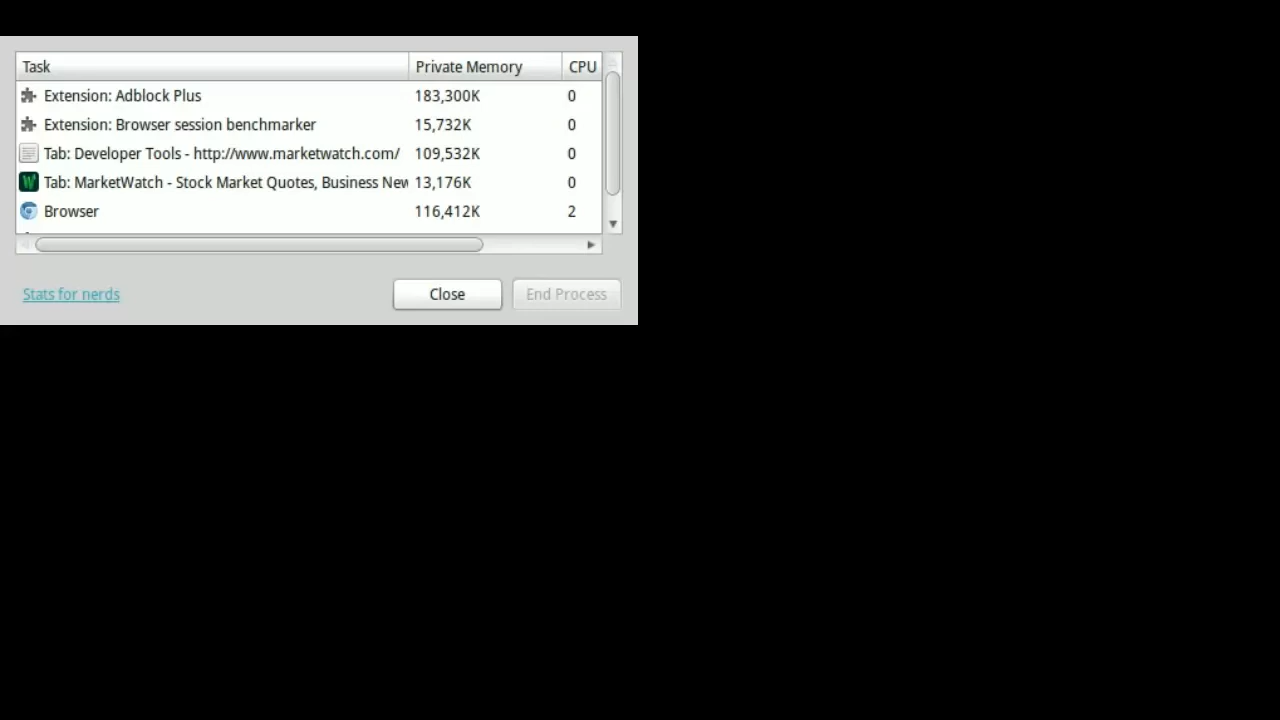 Task Private Memory CPU
Extension: Adblock Plus 183,300K 0
Extension: Browser session benchmarker 15,732K 0
Tab: Developer Tools - http://www.marketwatch.com/ 109,532K 0
Tab: MarketWatch - Stock Market Quotes, Business New 13,176K 0
Browser 116,412K 2
Stats for nerds Close End Process